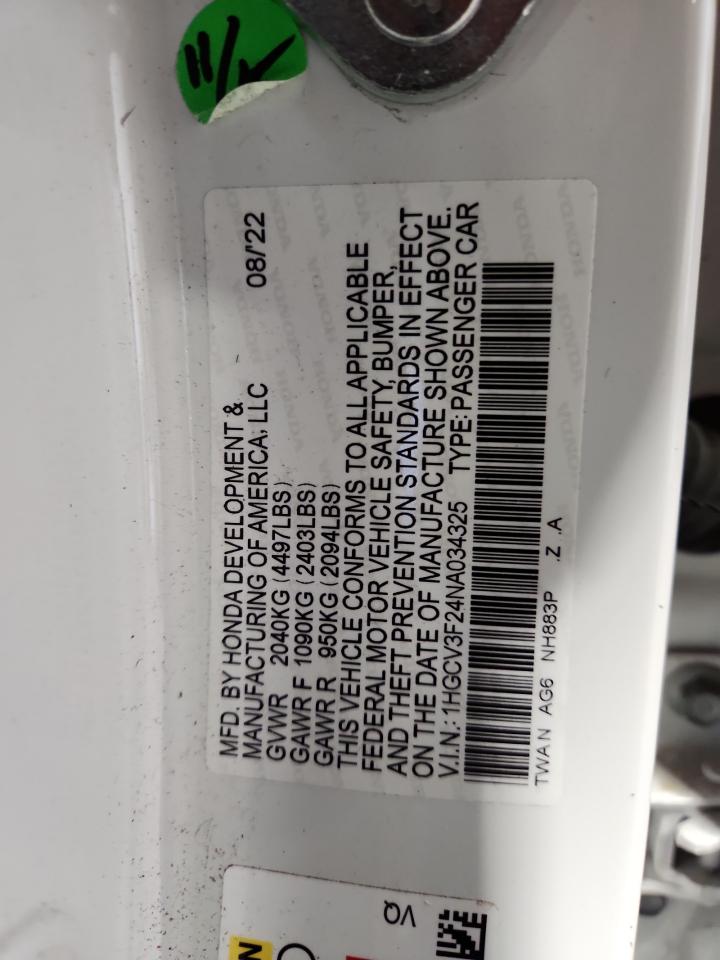 MFD. BY HONDA DEVELOPMENT &
MANUFACTURING OF AMERICA, LLC 08/'22
GVWR 2040KG (4497LBS)
GAWR F 1090KG (2403LBS)
GAWR R 950KG (2094LBS)
THIS VEHICLE CONFORMS TO ALL APPLICABLE
FEDERAL MOTOR VEHICLE SAFETY, BUMPER,
AND THEFT PREVENTION STANDARDS IN EFFECT
ON THE DATE OF MANUFACTURE SHOWN ABOVE.
V.I.N.: 1HGCV3F24NA034325 TYPE: PASSENGER CAR
TWA N AG6 NH883P .Z .A
VQ